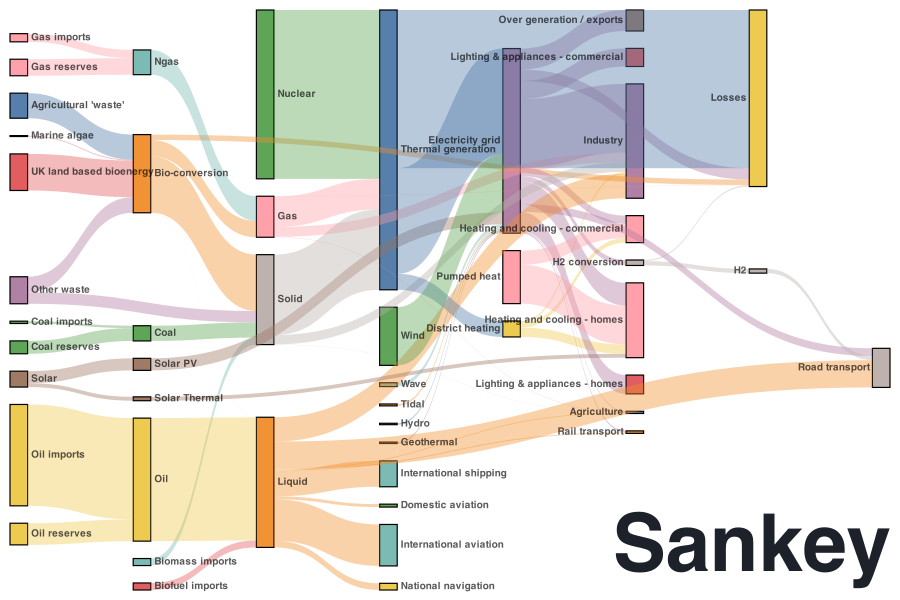 Gas imports
Gas reserves
Agricultural 'waste'
Marine algae
UK land based bioenergy
Other waste
Coal imports
Coal reserves
Solar
Oil imports
Oil reserves
Ngas
Bio-conversion
Coal
Solar PV
Solar Thermal
Oil
Biomass imports
Biofuel imports
Nuclear
Gas
Solid
Liquid
Thermal generation
Wind
Wave
Tidal
Hydro
Geothermal
International shipping
Domestic aviation
International aviation
National navigation
Electricity grid
Pumped heat
District heating
Over generation / exports
Lighting & appliances - commercial
Industry
Heating and cooling - commercial
H2 conversion
Heating and cooling - homes
Lighting & appliances - homes
Agriculture
Rail transport
Losses
H2
Road transport
Sankey